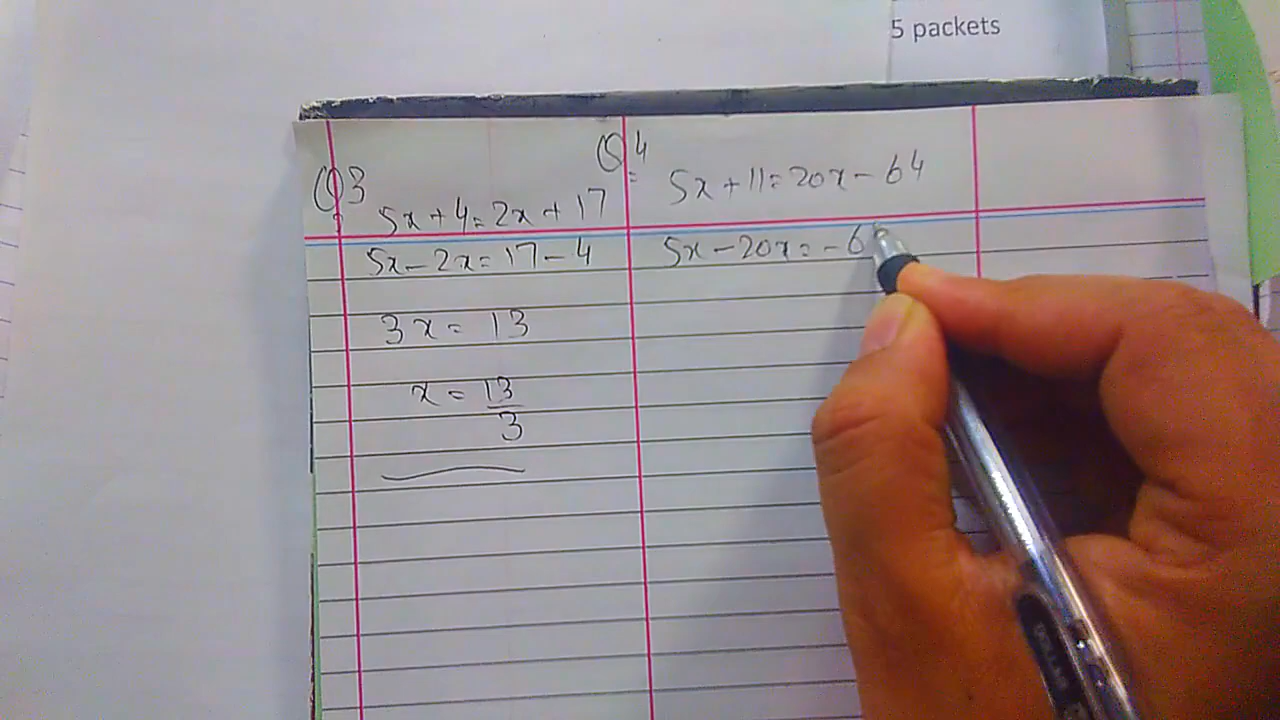 5 packets
Q3
5x+4=2x+17
5x-2x=17-4
3x=13
x=13
3
Q4
5x+11=20x-64
5x-20x=-6